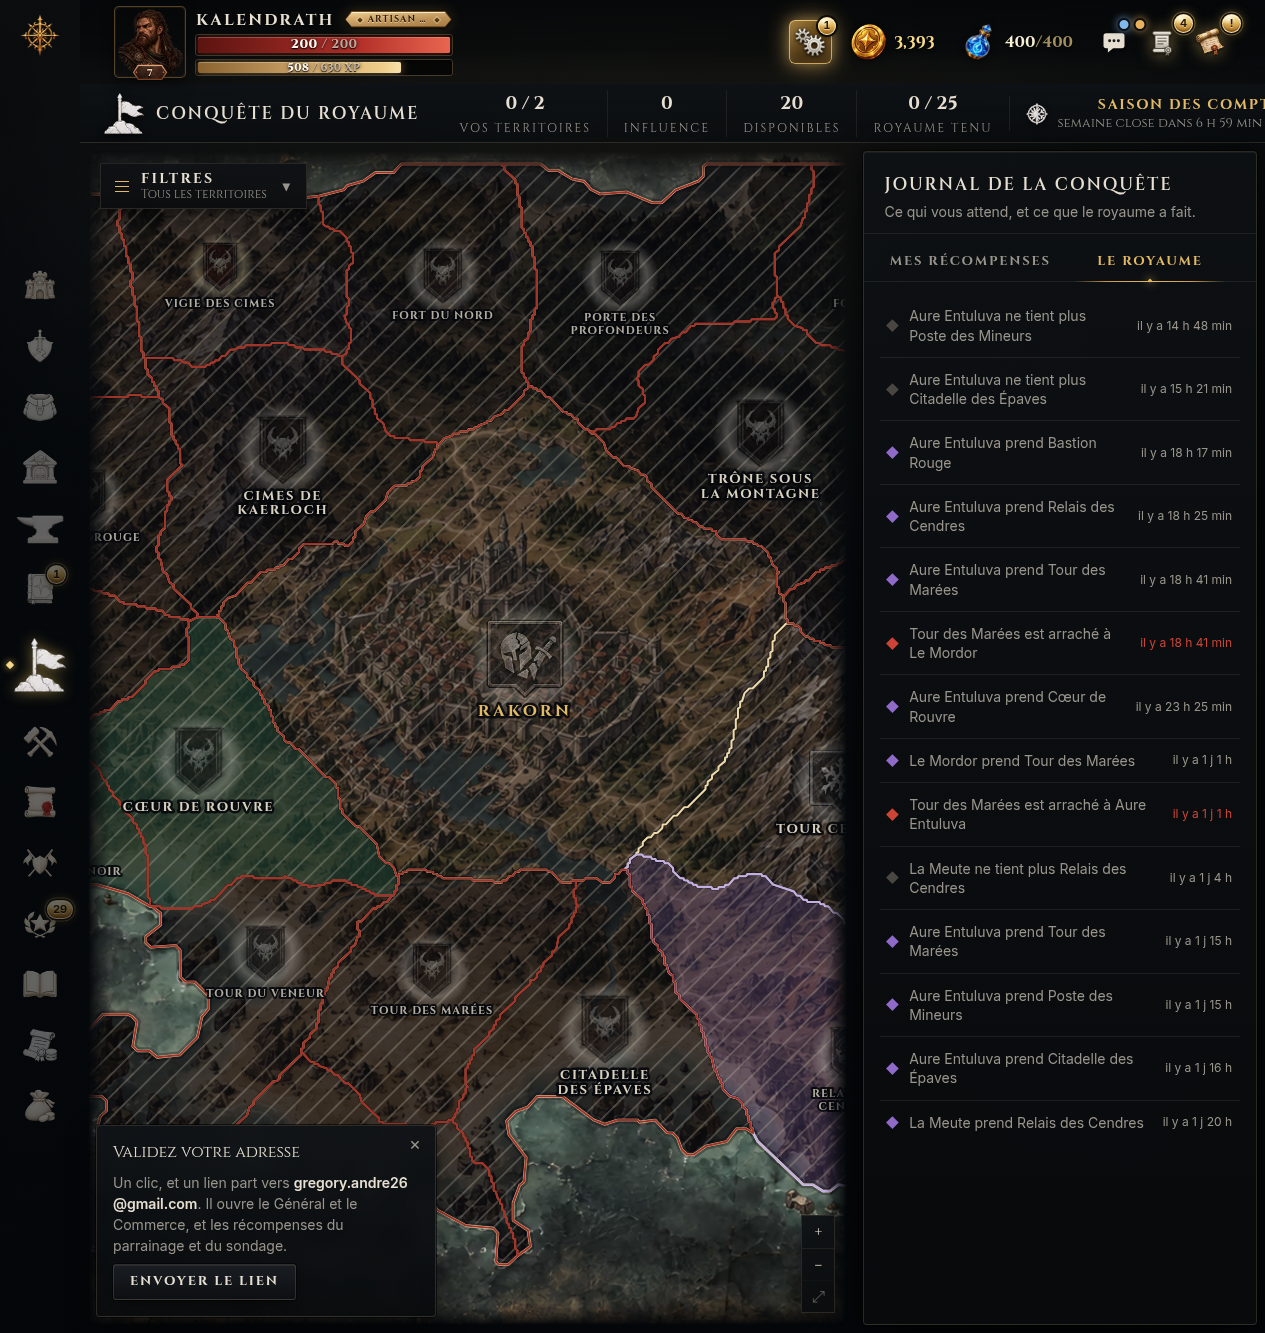 KALENDRATH
ARTISAN ...
200 / 200
508 / 630 XP
7
1
3,393
400/400
4
!
CONQUÊTE DU ROYAUME
0 / 2
VOS TERRITOIRES
0
INFLUENCE
20
DISPONIBLES
0 / 25
ROYAUME TENU
SAISON DES COMPT
SEMAINE CLOSE DANS 6 H 59 MIN
FILTRES
TOUS LES TERRITOIRES
VIGIE DES CIMES
FORT DU NORD
PORTE DES
PROFONDEURS
FO
CIMES DE
KAERLOCH
TRÔNE SOUS
LA MONTAGNE
ROUGE
RAKORN
CŒUR DE ROUVRE
TOUR CE
NOIR
TOUR DU VENEUR
TOUR DES MARÉES
CITADELLE
DES ÉPAVES
RELA
CEN
1
29
VALIDEZ VOTRE ADRESSE
×
Un clic, et un lien part vers gregory.andre26
@gmail.com. Il ouvre le Général et le
Commerce, et les récompenses du
parrainage et du sondage.
ENVOYER LE LIEN
+
−
JOURNAL DE LA CONQUÊTE
Ce qui vous attend, et ce que le royaume a fait.
MES RÉCOMPENSES
LE ROYAUME
Aure Entuluva ne tient plus
Poste des Mineurs
il y a 14 h 48 min
Aure Entuluva ne tient plus
Citadelle des Épaves
il y a 15 h 21 min
Aure Entuluva prend Bastion
Rouge
il y a 18 h 17 min
Aure Entuluva prend Relais des
Cendres
il y a 18 h 25 min
Aure Entuluva prend Tour des
Marées
il y a 18 h 41 min
Tour des Marées est arraché à
Le Mordor
il y a 18 h 41 min
Aure Entuluva prend Cœur de
Rouvre
il y a 23 h 25 min
Le Mordor prend Tour des Marées
il y a 1 j 1 h
Tour des Marées est arraché à Aure
Entuluva
il y a 1 j 1 h
La Meute ne tient plus Relais des
Cendres
il y a 1 j 4 h
Aure Entuluva prend Tour des
Marées
il y a 1 j 15 h
Aure Entuluva prend Poste des
Mineurs
il y a 1 j 15 h
Aure Entuluva prend Citadelle des
Épaves
il y a 1 j 16 h
La Meute prend Relais des Cendres
il y a 1 j 20 h